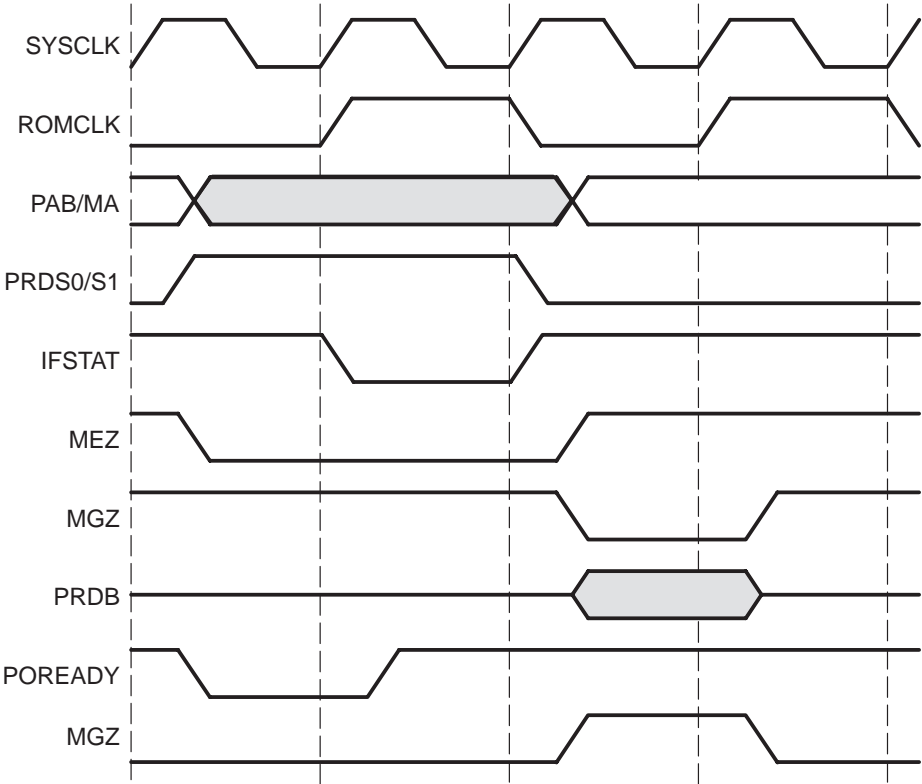 SYSCLK
ROMCLK
PAB/MA
PRDS0/S1
IFSTAT
MEZ
MGZ
PRDB
POREADY
MGZ